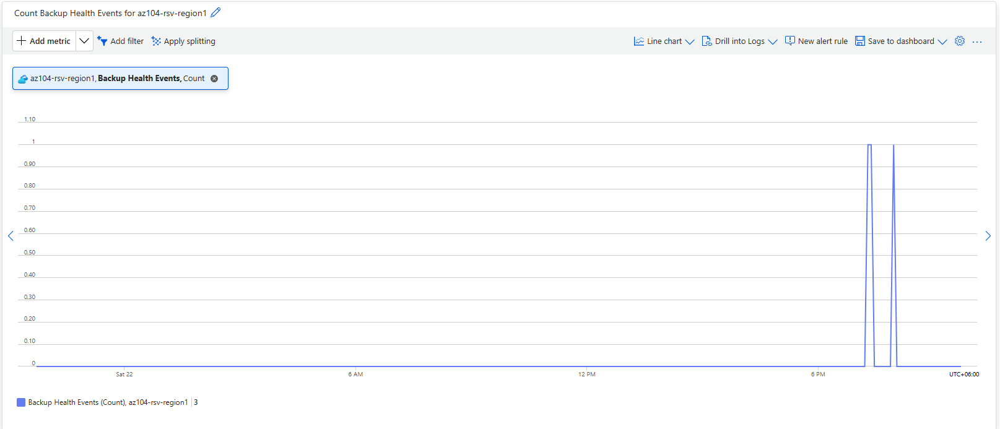 Count Backup Health Events for az104-rsv-region1
Add metric Add filter Apply splitting Line chart Drill into Logs New alert rule Save to dashboard ...
az104-rsv-region1, Backup Health Events, Count
1.10
1
0.90
0.80
0.70
0.60
0.50
0.40
0.30
0.20
0.10
0
Sat 22 6 AM 12 PM 6 PM UTC+06:00
Backup Health Events (Count), az104-rsv-region1 3